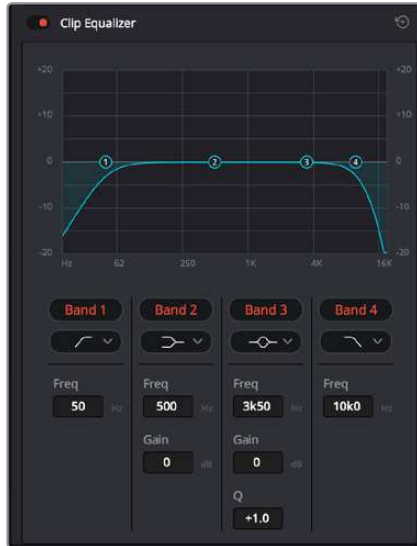 Clip Equalizer
+20 +20
+10 +10
0 0
-10 -10
-20 -20
Hz 62 250 1K 4K 16K
1 2 3 4
Band 1 Band 2 Band 3 Band 4
Freq Freq Freq Freq
50 Hz 500 Hz 3k50 Hz 10k0 Hz
Gain Gain
0 dB 0 dB
Q
+1.0